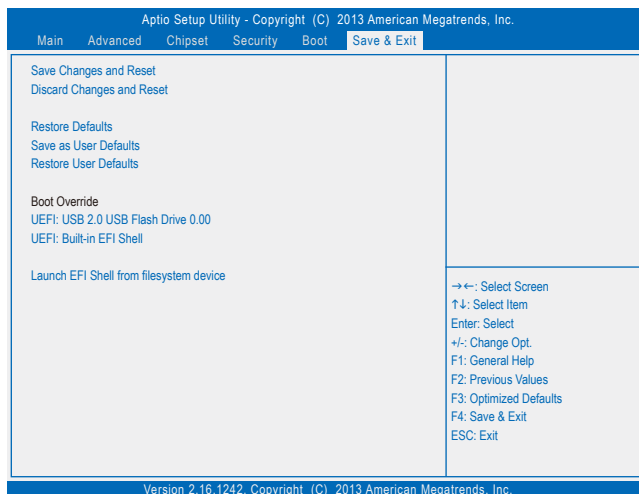 Aptio Setup Utility - Copyright (C) 2013 American Megatrends, Inc.
Main Advanced Chipset Security Boot Save & Exit
Save Changes and Reset
Discard Changes and Reset
Restore Defaults
Save as User Defaults
Restore User Defaults
Boot Override
UEFI: USB 2.0 USB Flash Drive 0.00
UEFI: Built-in EFI Shell
Launch EFI Shell from filesystem device
→←: Select Screen
↑↓: Select Item
Enter: Select
+/-: Change Opt.
F1: General Help
F2: Previous Values
F3: Optimized Defaults
F4: Save & Exit
ESC: Exit
Version 2.16.1242. Copyright (C) 2013 American Megatrends, Inc.